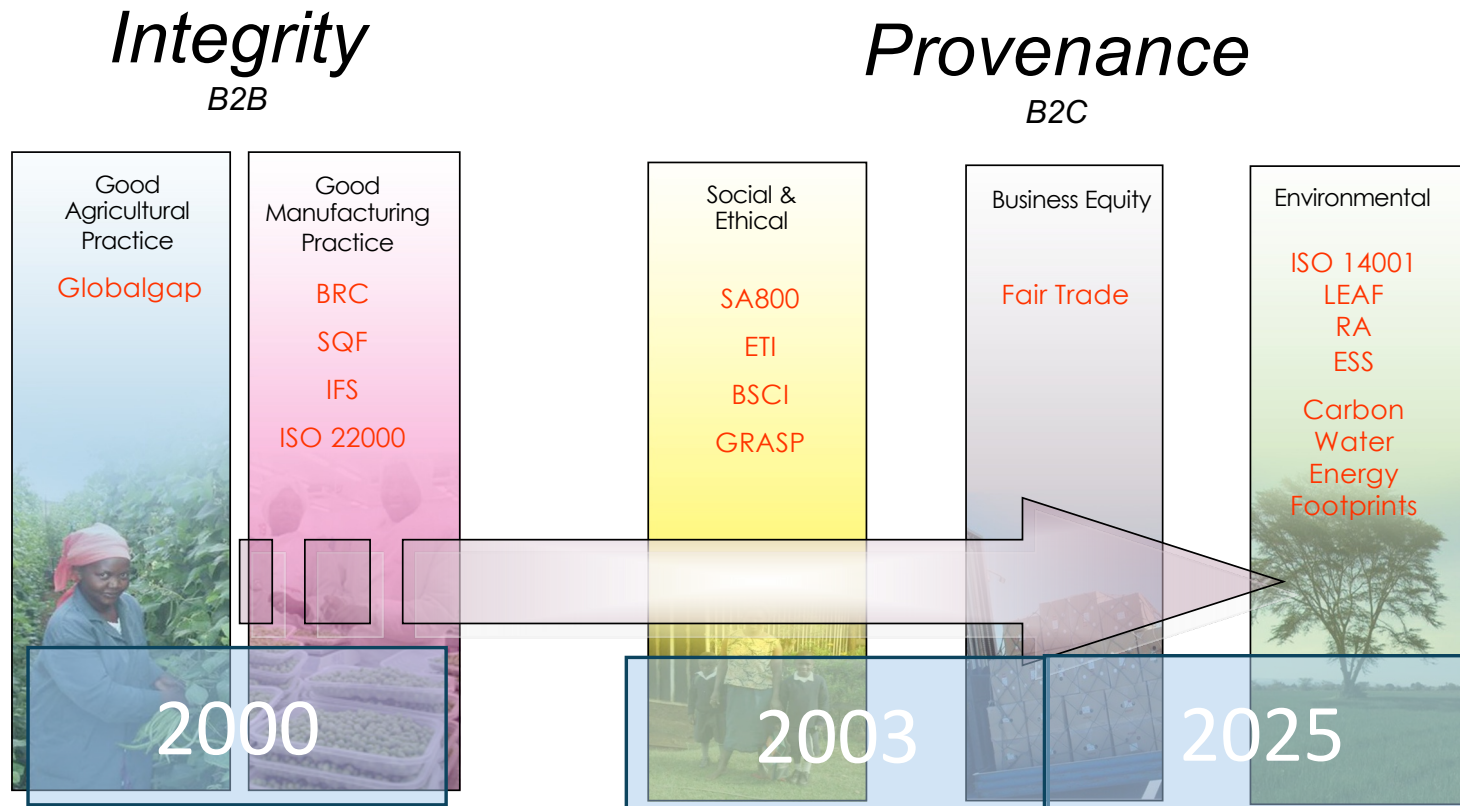 Integrity
B2B
Provenance
B2C
Good
Agricultural
Practice
Globalgap
Good
Manufacturing
Practice
BRC
SQF
IFS
ISO 22000
Social &
Ethical
SA800
ETI
BSCI
GRASP
Business Equity
Fair Trade
Environmental
ISO 14001
LEAF
RA
ESS
Carbon
Water
Energy
Footprints
2000
2003
2025